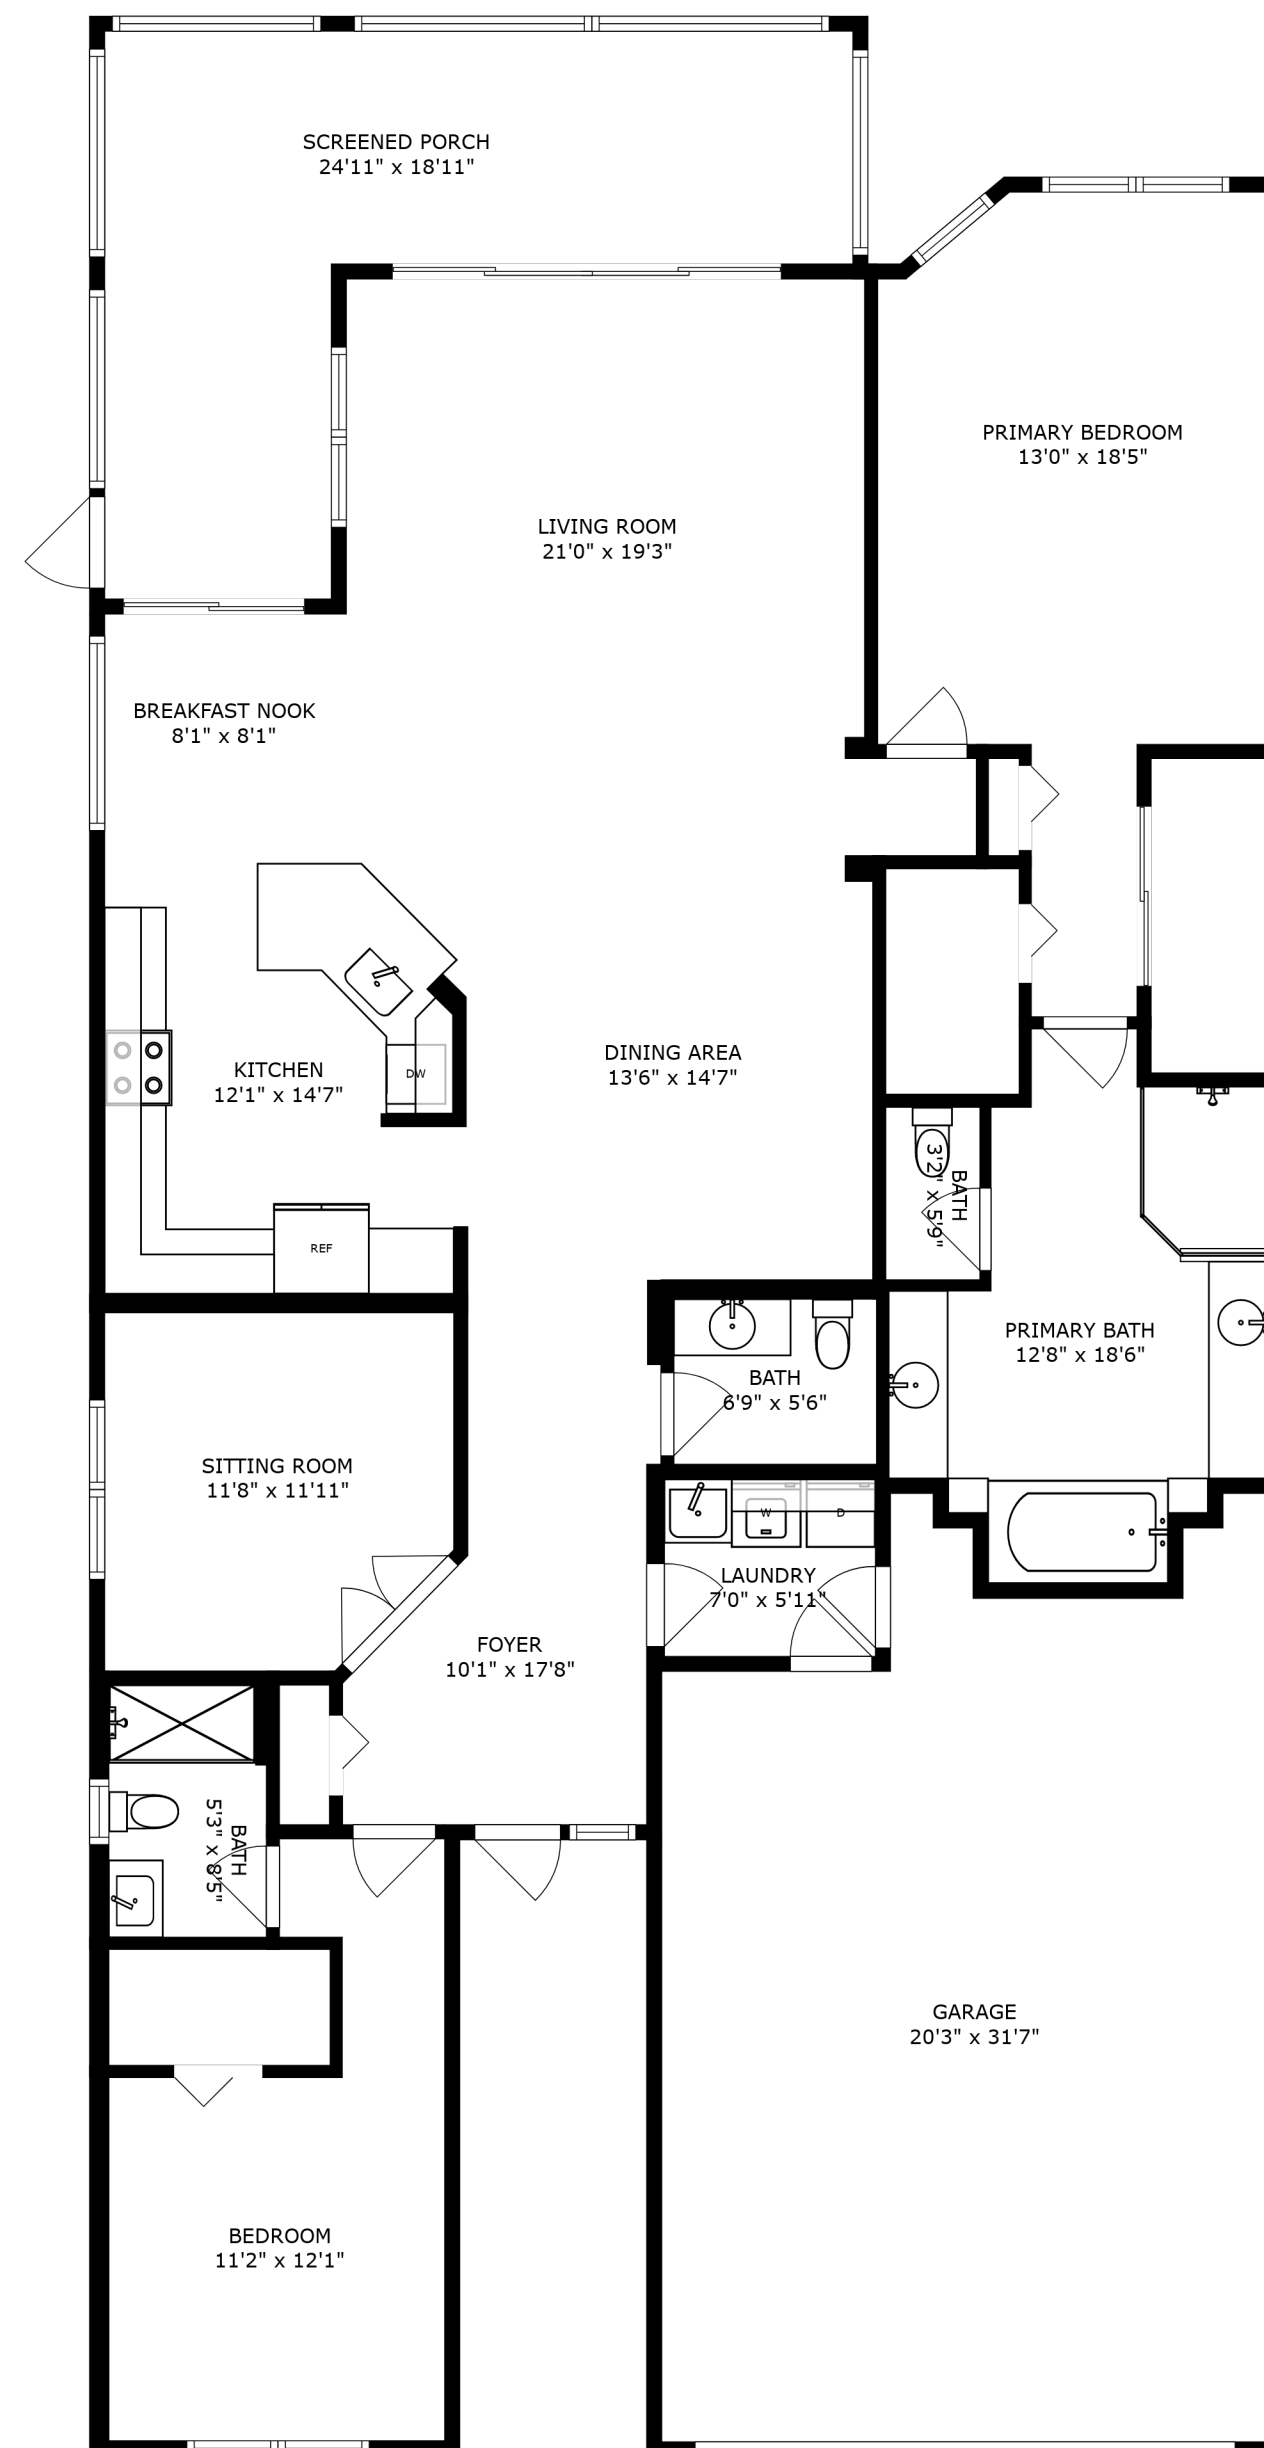 SCREENED PORCH
24'11" x 18'11"
PRIMARY BEDROOM
13'0" x 18'5"
LIVING ROOM
21'0" x 19'3"
BREAKFAST NOOK
8'1" x 8'1"
KITCHEN
12'1" x 14'7"
DW
DINING AREA
13'6" x 14'7"
BATH
3'2" x 5'9"
REF
PRIMARY BATH
12'8" x 18'6"
BATH
6'9" x 5'6"
SITTING ROOM
11'8" x 11'11"
W
D
LAUNDRY
7'0" x 5'11"
FOYER
10'1" x 17'8"
BATH
5'3" x 8'5"
GARAGE
20'3" x 31'7"
BEDROOM
11'2" x 12'1"